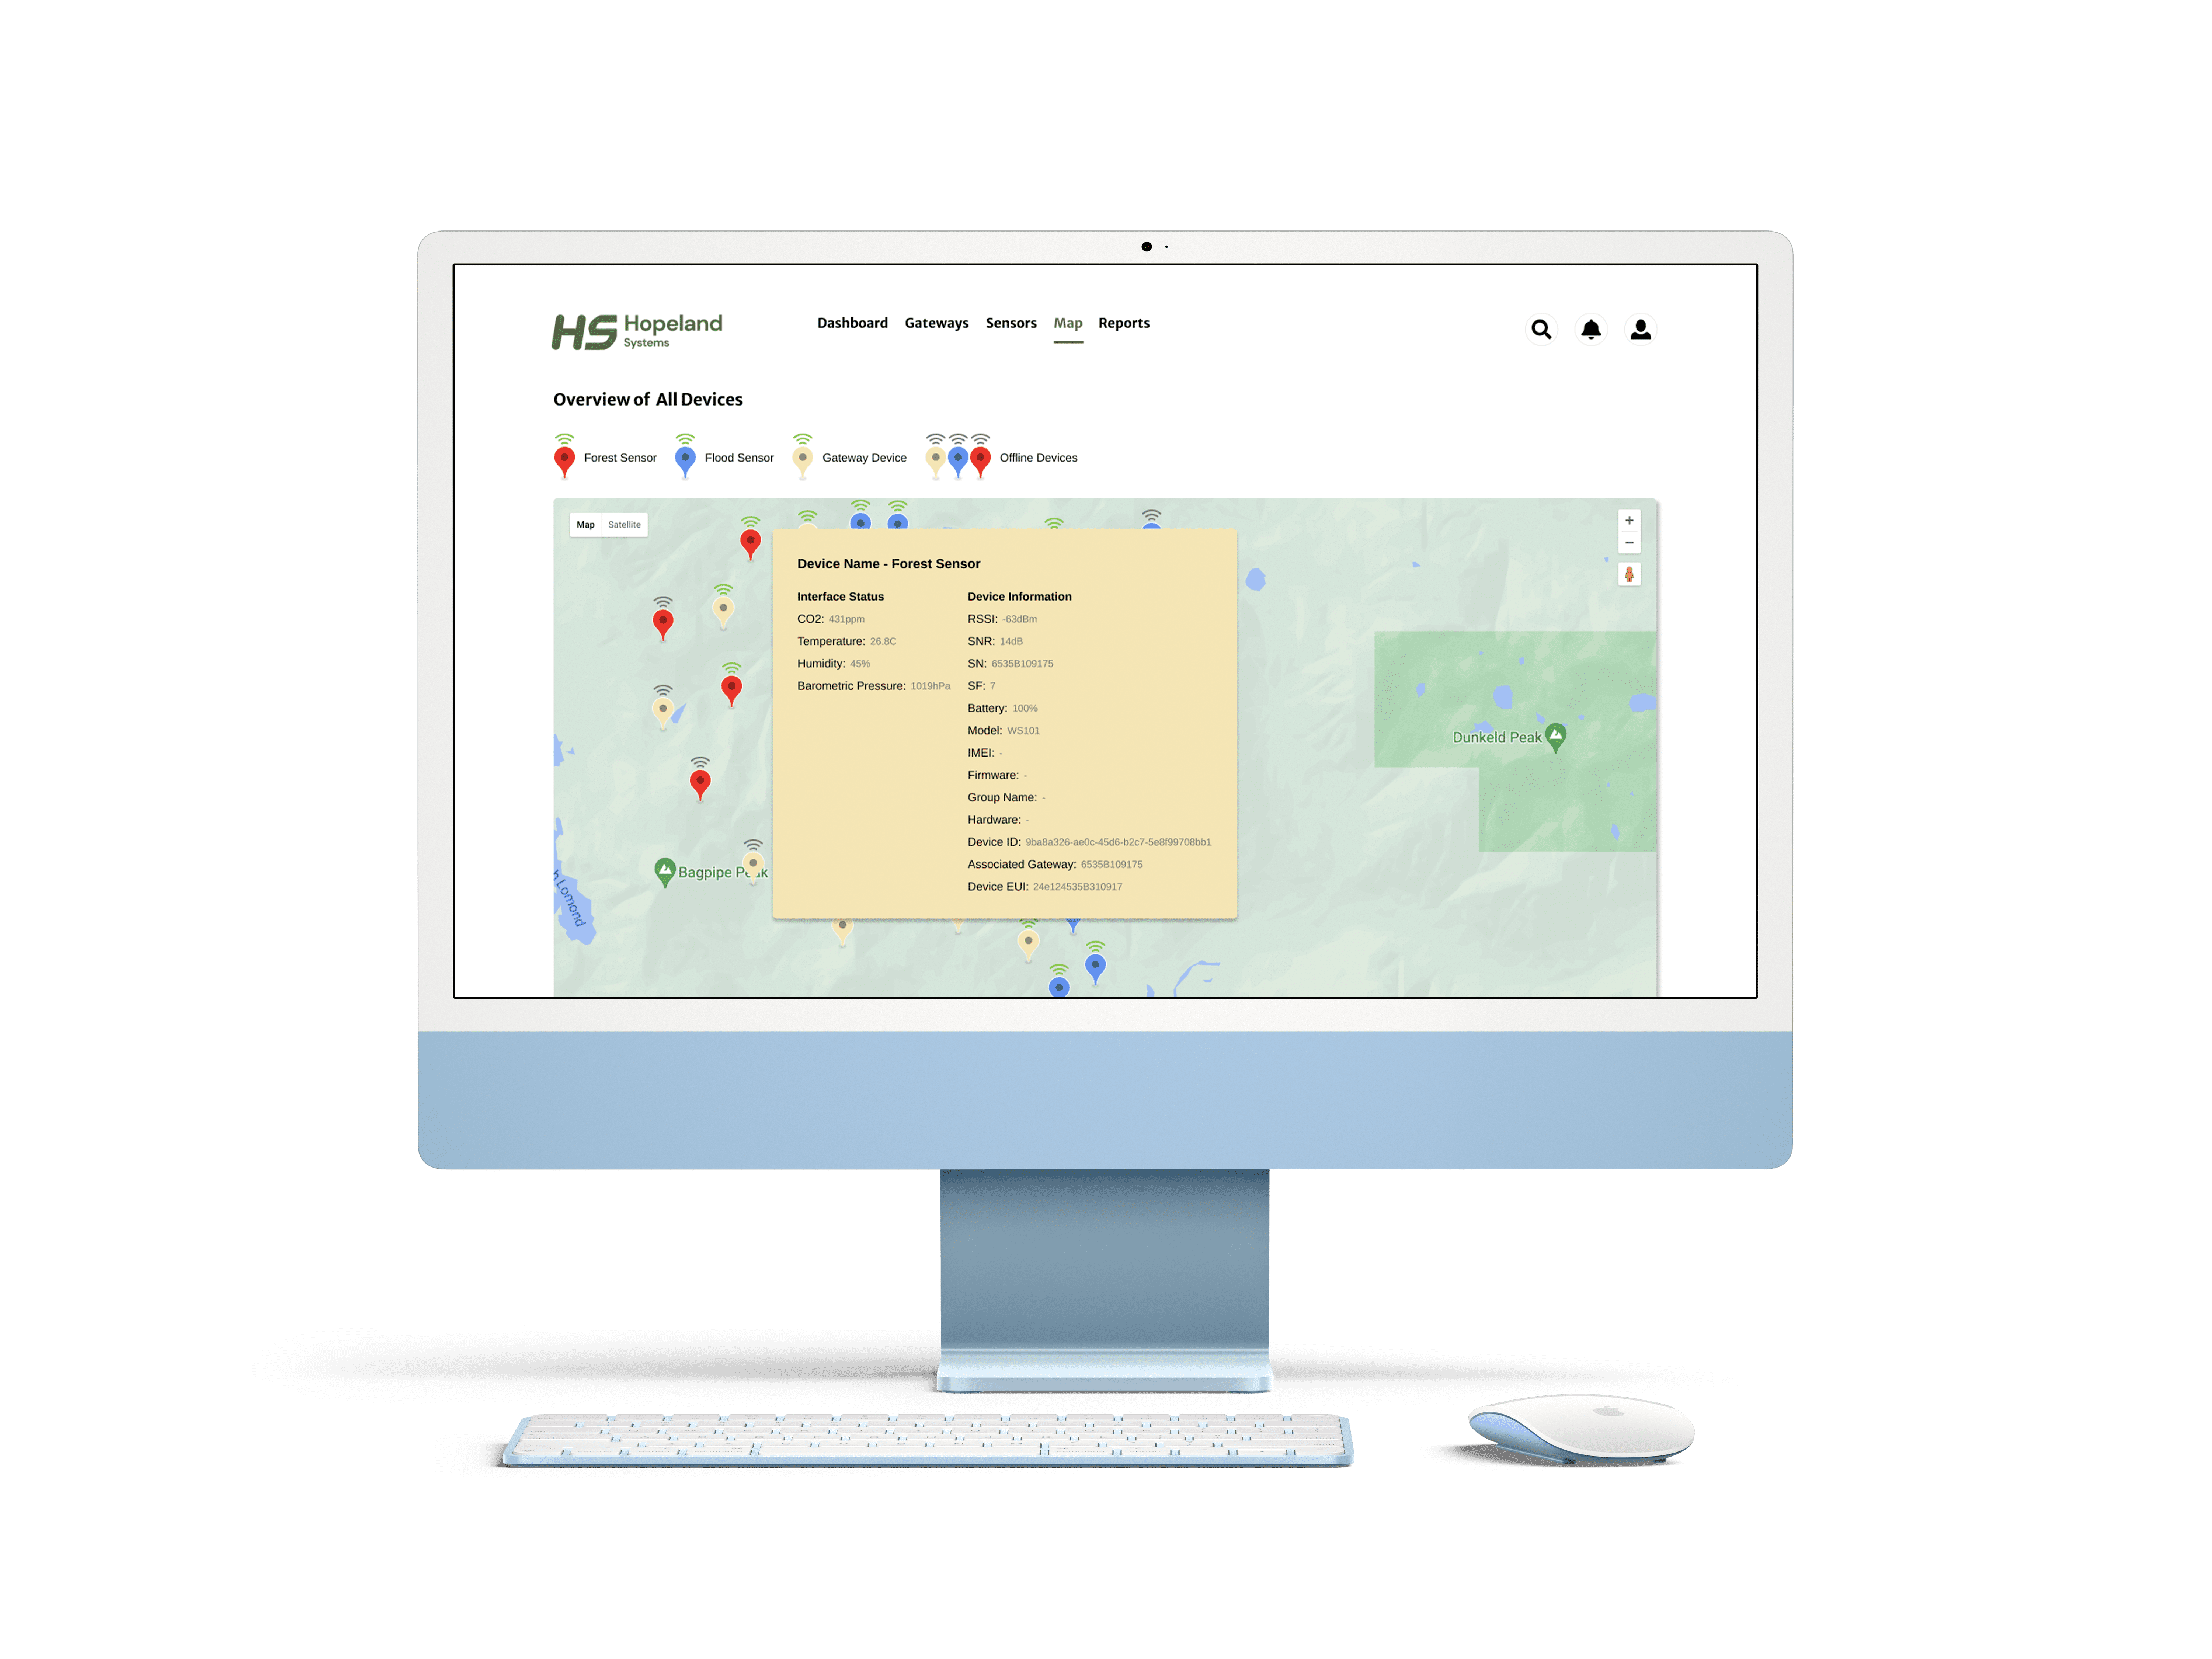 HS Hopeland
Systems
Dashboard Gateways Sensors Map Reports
Overview of All Devices
Forest Sensor Flood Sensor Gateway Device Offline Devices
Map Satellite
+
−
Device Name - Forest Sensor
Interface Status
CO2: 431ppm
Temperature: 26.8C
Humidity: 45%
Barometric Pressure: 1019hPa
Device Information
RSSI: -63dBm
SNR: 14dB
SN: 6535B109175
SF: 7
Battery: 100%
Model: WS101
IMEI: -
Firmware: -
Group Name: -
Hardware: -
Device ID: 9ba8a326-ae0c-45d6-b2c7-5e8f99708bb1
Associated Gateway: 6535B109175
Device EUI: 24e124535B310917
Dunkeld Peak
Bagpipe Peak
h Lomond